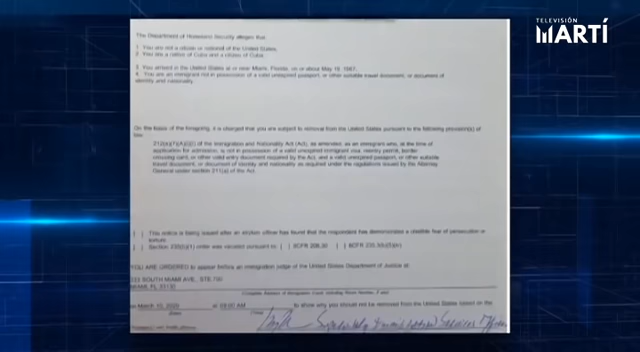 TELEVISIÓN
MARTÍ
The Department of Homeland Security alleges that:
1. You are not a citizen or national of the United States;
2. You are a native of Cuba and a citizen of Cuba;
3. You arrived in the United States at or near Miami, Florida, on or about May 19,
4. You are an immigrant not in possession of a valid unexpired passport, or other suitable travel document, or document of
identity and nationality.
On the basis of the foregoing, it is charged that you are subject to removal from the United States pursuant to the following provision(s) of
law:
of the Immigration and Nationality Act (Act), as amended, as an immigrant who, at the time of
application for admission, is not in possession of a valid unexpired immigrant visa, reentry permit, border
crossing card, or other valid entry document required by the Act, and a valid unexpired passport, or other suitable
travel document, or document of identity and nationality as required under the regulations issued by the Attorney
General under section 211(a) of the Act.
[ ] This notice is being issued after an asylum officer has found that the respondent has demonstrated a credible fear of persecution or
torture.
[ ] Section 235(b)(1) order was vacated pursuant to: [ ] 8CFR 208.30 [ ] 8CFR
YOU ARE ORDERED to appear before an immigration judge of the United States Department of Justice at:
333 SOUTH MIAMI AVE., STE.700
MIAMI, FL 33130
(Complete Address of Immigration Court, including Room Number, if any)
on March 10, at 09:00 AM to show why you should not be removed from the United States based on the
(Date) (Time)